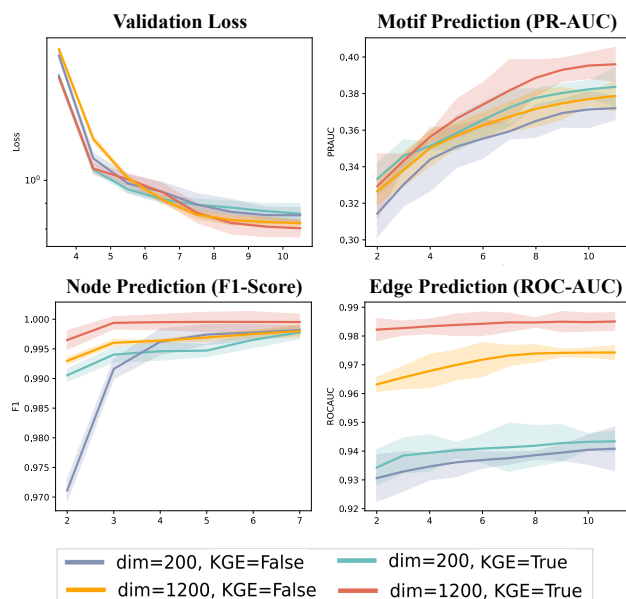 Validation Loss
Loss
10⁰
4 5 6 7 8 9 10
Motif Prediction (PR-AUC)
PRAUC
0.40
0.38
0.36
0.34
0.32
0.30
2 4 6 8 10
Node Prediction (F1-Score)
F1
1.000
0.995
0.990
0.985
0.980
0.975
0.970
2 3 4 5 6 7
Edge Prediction (ROC-AUC)
ROCAUC
0.99
0.98
0.97
0.96
0.95
0.94
0.93
0.92
2 4 6 8 10
dim=200, KGE=False
dim=200, KGE=True
dim=1200, KGE=False
dim=1200, KGE=True